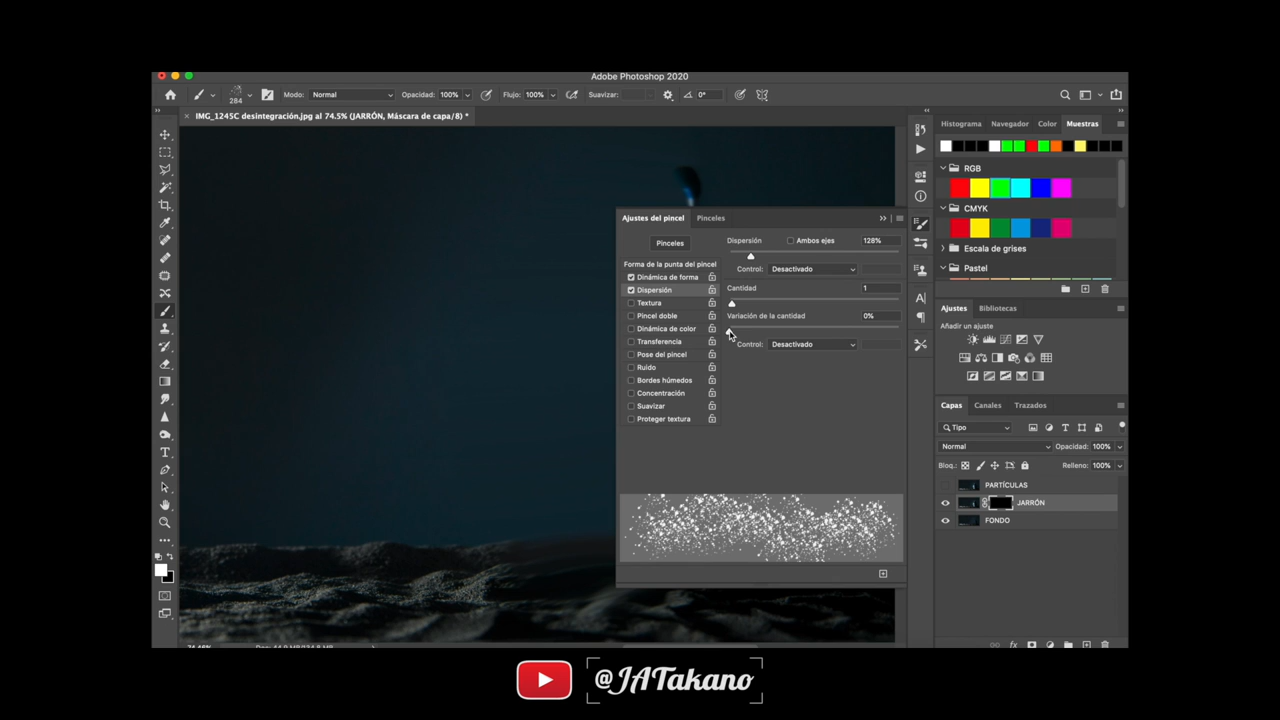 Adobe Photoshop 2020
284
Modo: Normal
Opacidad: 100%
Flujo: 100%
Suavizar:
0°
IMG_1245C desintegración.jpg al 74.5% (JARRÓN, Máscara de capa/8) *
Ajustes del pincel
Pinceles
Pinceles
Forma de la punta del pincel
Dinámica de forma
Dispersión
Textura
Pincel doble
Dinámica de color
Transferencia
Pose del pincel
Ruido
Bordes húmedos
Concentración
Suavizar
Proteger textura
Dispersión
Ambos ejes
128%
Control: Desactivado
Cantidad
1
Variación de la cantidad
0%
Control: Desactivado
Histograma
Navegador
Color
Muestras
RGB
CMYK
Escala de grises
Pastel
Ajustes
Bibliotecas
Añadir un ajuste
Capas
Canales
Trazados
Tipo
Normal
Opacidad: 100%
Bloq.:
Relleno: 100%
PARTÍCULAS
JARRÓN
FONDO
fx
@JATakano